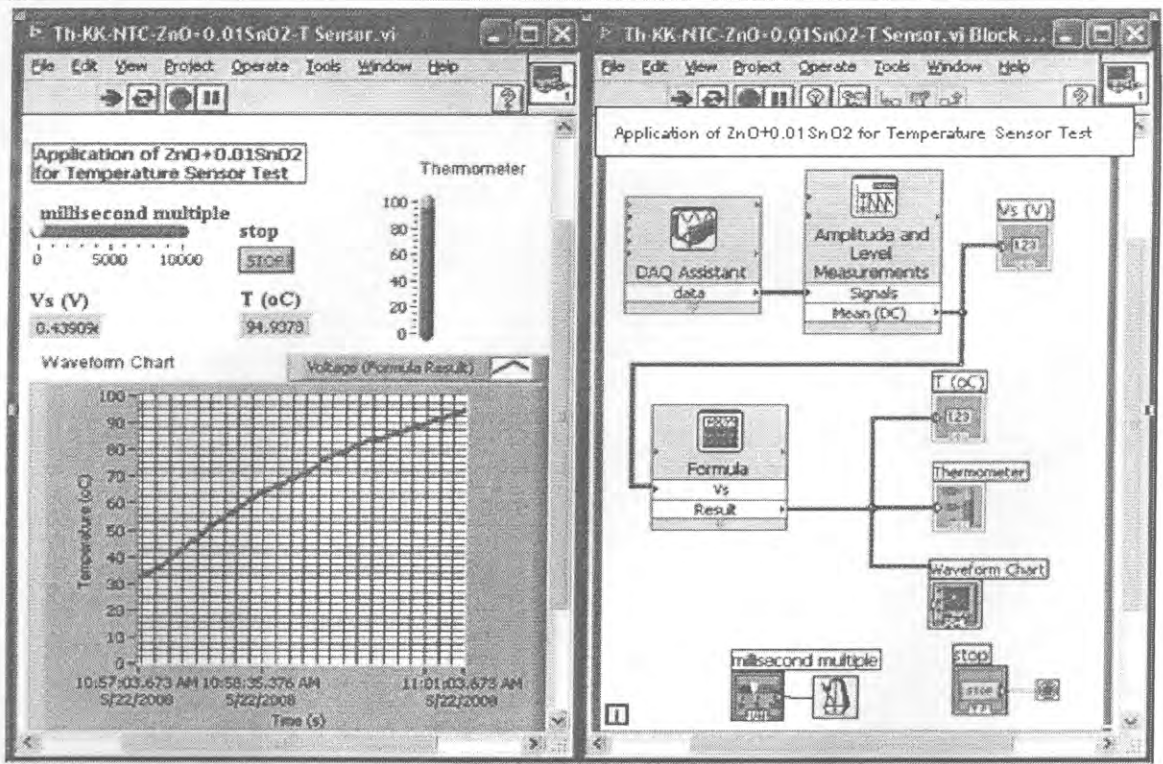 Th-KK-NTC-ZnO+0.01SnO2-T Sensor.vi
File Edit View Project Operate Tools Window Help
Application of ZnO+0.01SnO2
for Temperature Sensor Test
Thermometer
millisecond multiple
0 5000 10000
stop
STOP
100
80
60
40
20
0
Vs (V)
T (oC)
94.9373
Waveform Chart
Voltage (Formula Result)
Temperature (oC)
100
90
80
70
60
50
40
30
20
10
0
10:57:03.673 AM 10:58:35.376 AM 11:01:03.673 AM
5/22/2008 5/22/2008 5/22/2008
Time (s)
Th-KK-NTC-ZnO+0.01SnO2-T Sensor.vi Block ...
File Edit View Project Operate Tools Window Help
Application of ZnO+0.01SnO2 for Temperature Sensor Test
DAQ Assistant
data
Amplitude and
Level
Measurements
Signals
Mean (DC)
Vs (V)
123
Formula
Vs
Result
T (oC)
123
Thermometer
Waveform Chart
millisecond multiple
stop
STOP
i